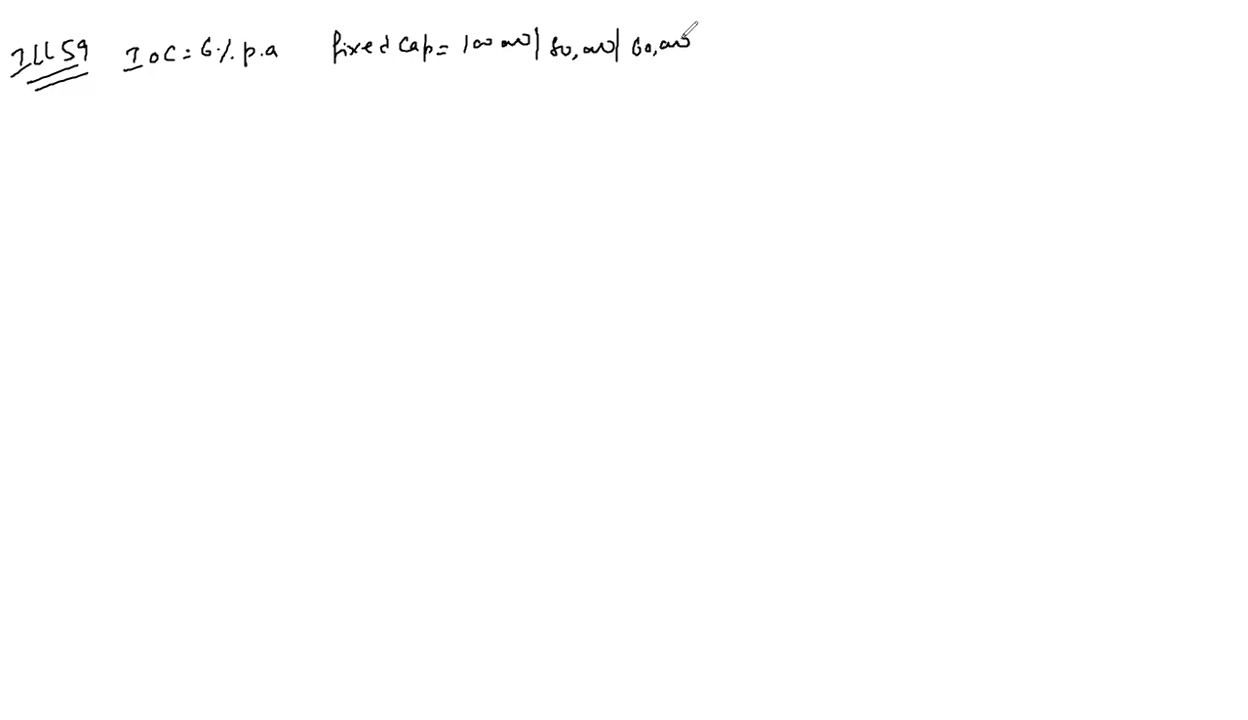 ILL 59 IOC = 6%. p.a fixed cap = 100 000 | 80,000 | 60,000